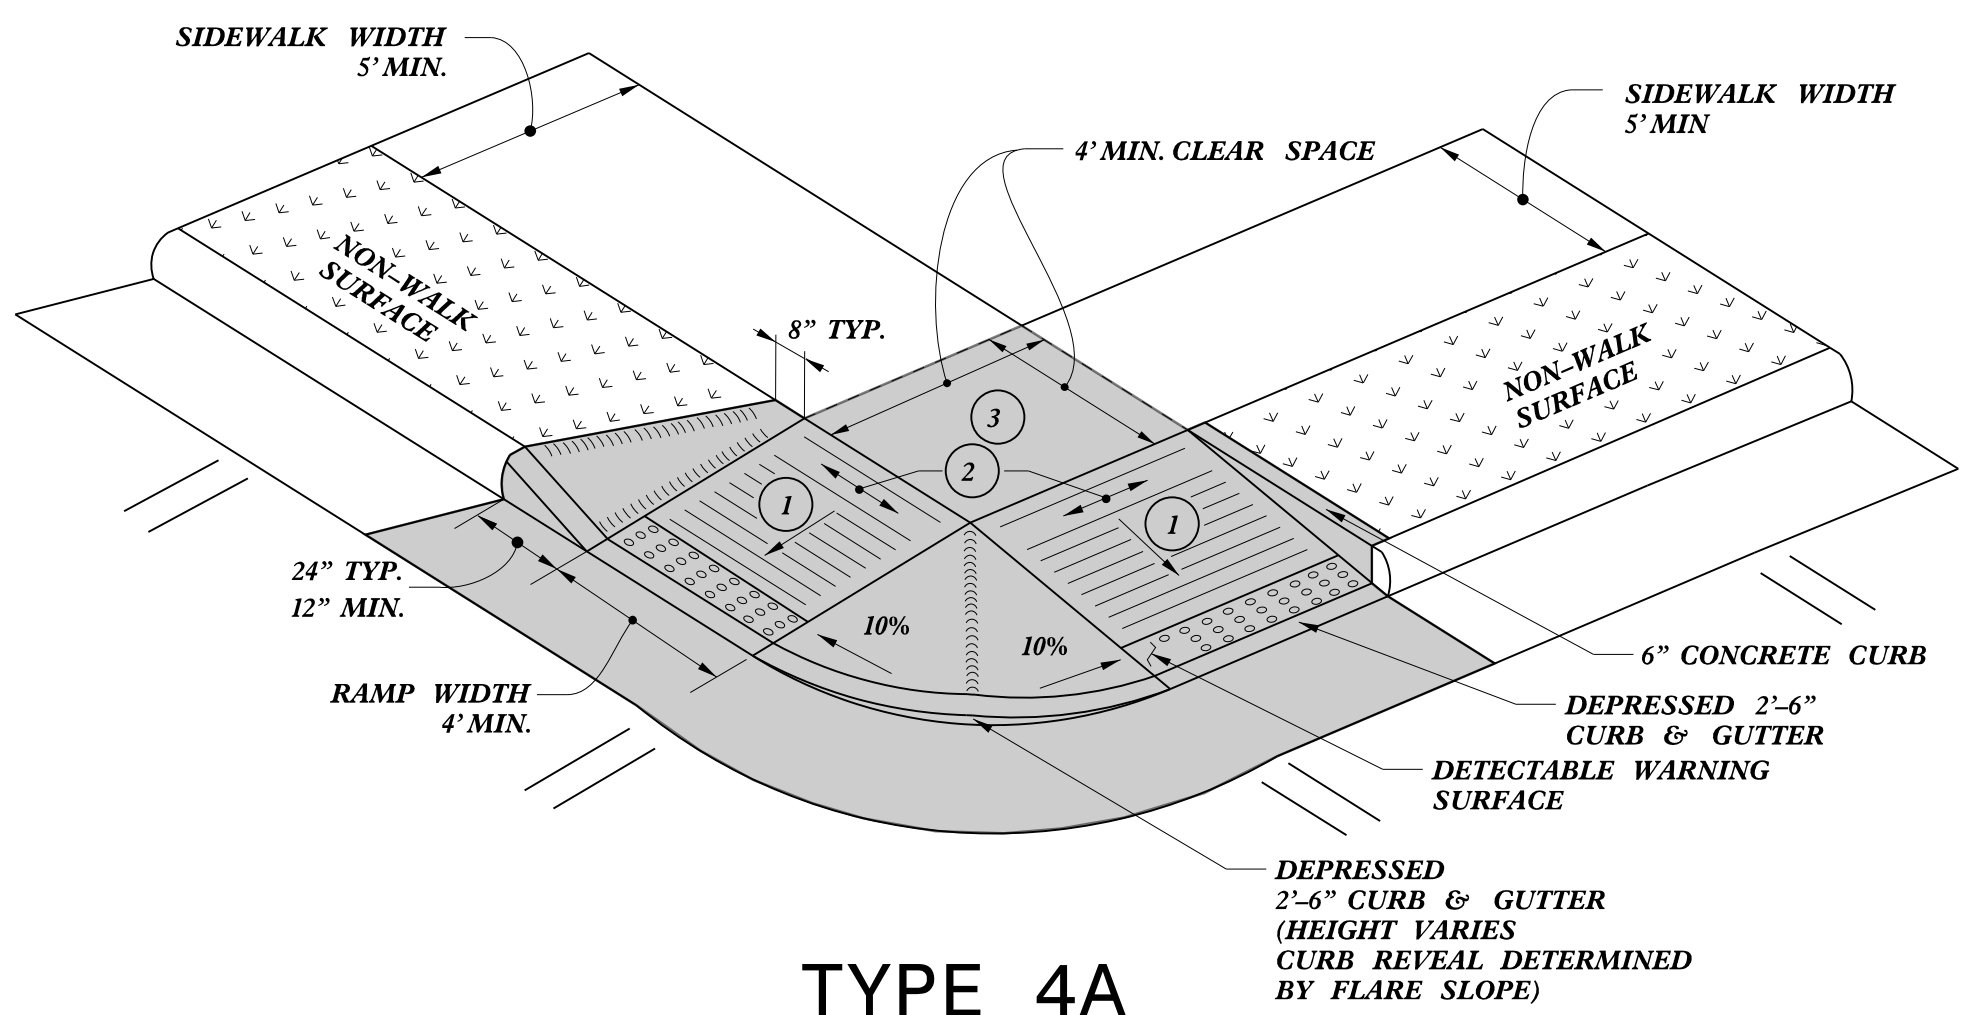 SIDEWALK WIDTH
5’ MIN.
SIDEWALK WIDTH
5’ MIN
4’ MIN. CLEAR SPACE
NON–WALK
SURFACE
8” TYP.
NON–WALK
SURFACE
3
2
1
1
24” TYP.
12” MIN.
10%
10%
6” CONCRETE CURB
RAMP WIDTH
4’ MIN.
DEPRESSED 2’–6”
CURB & GUTTER
DETECTABLE WARNING
SURFACE
DEPRESSED
2’–6” CURB & GUTTER
(HEIGHT VARIES
CURB REVEAL DETERMINED
BY FLARE SLOPE)
TYPE 4A